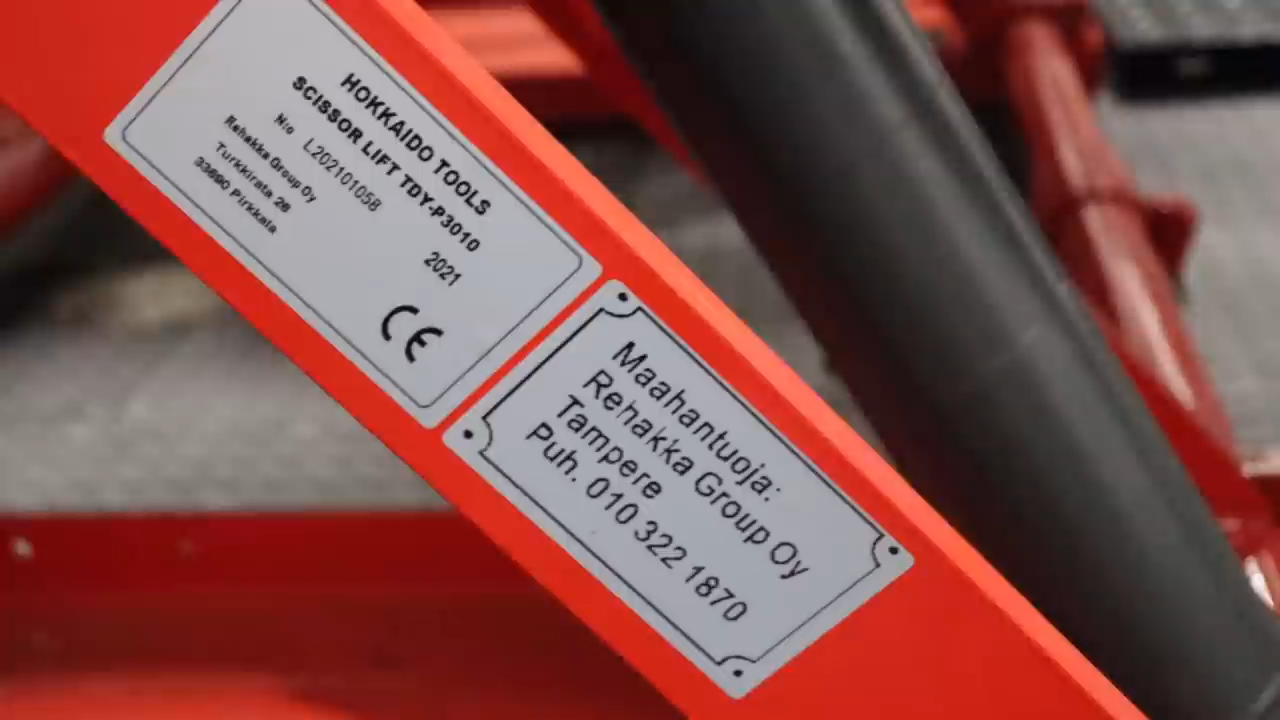 HOKKAIDO TOOLS
SCISSOR LIFT TDY-P3010
N:o L202101058
2021
Rehakka Group Oy
Turkkirata 26
33960 Pirkkala
CE
Maahantuoja:
Rehakka Group Oy
Tampere
Puh. 010 322 1870